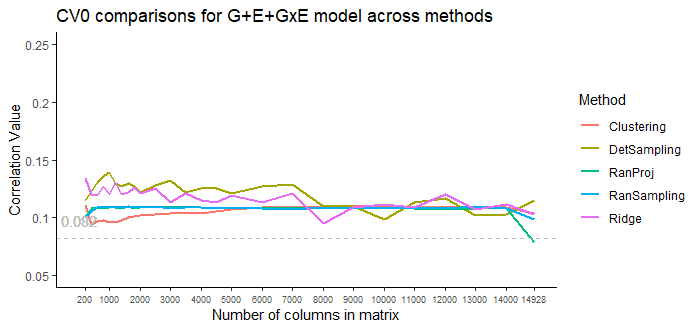 CV0 comparisons for G+E+GxE model across methods
0.25
0.2
0.15
0.1
0.05
Correlation Value
0.082
200 1000 2000 3000 4000 5000 6000 7000 8000 9000 10000 11000 12000 13000 14000 14928
Number of columns in matrix
Method
Clustering
DetSampling
RanProj
RanSampling
Ridge